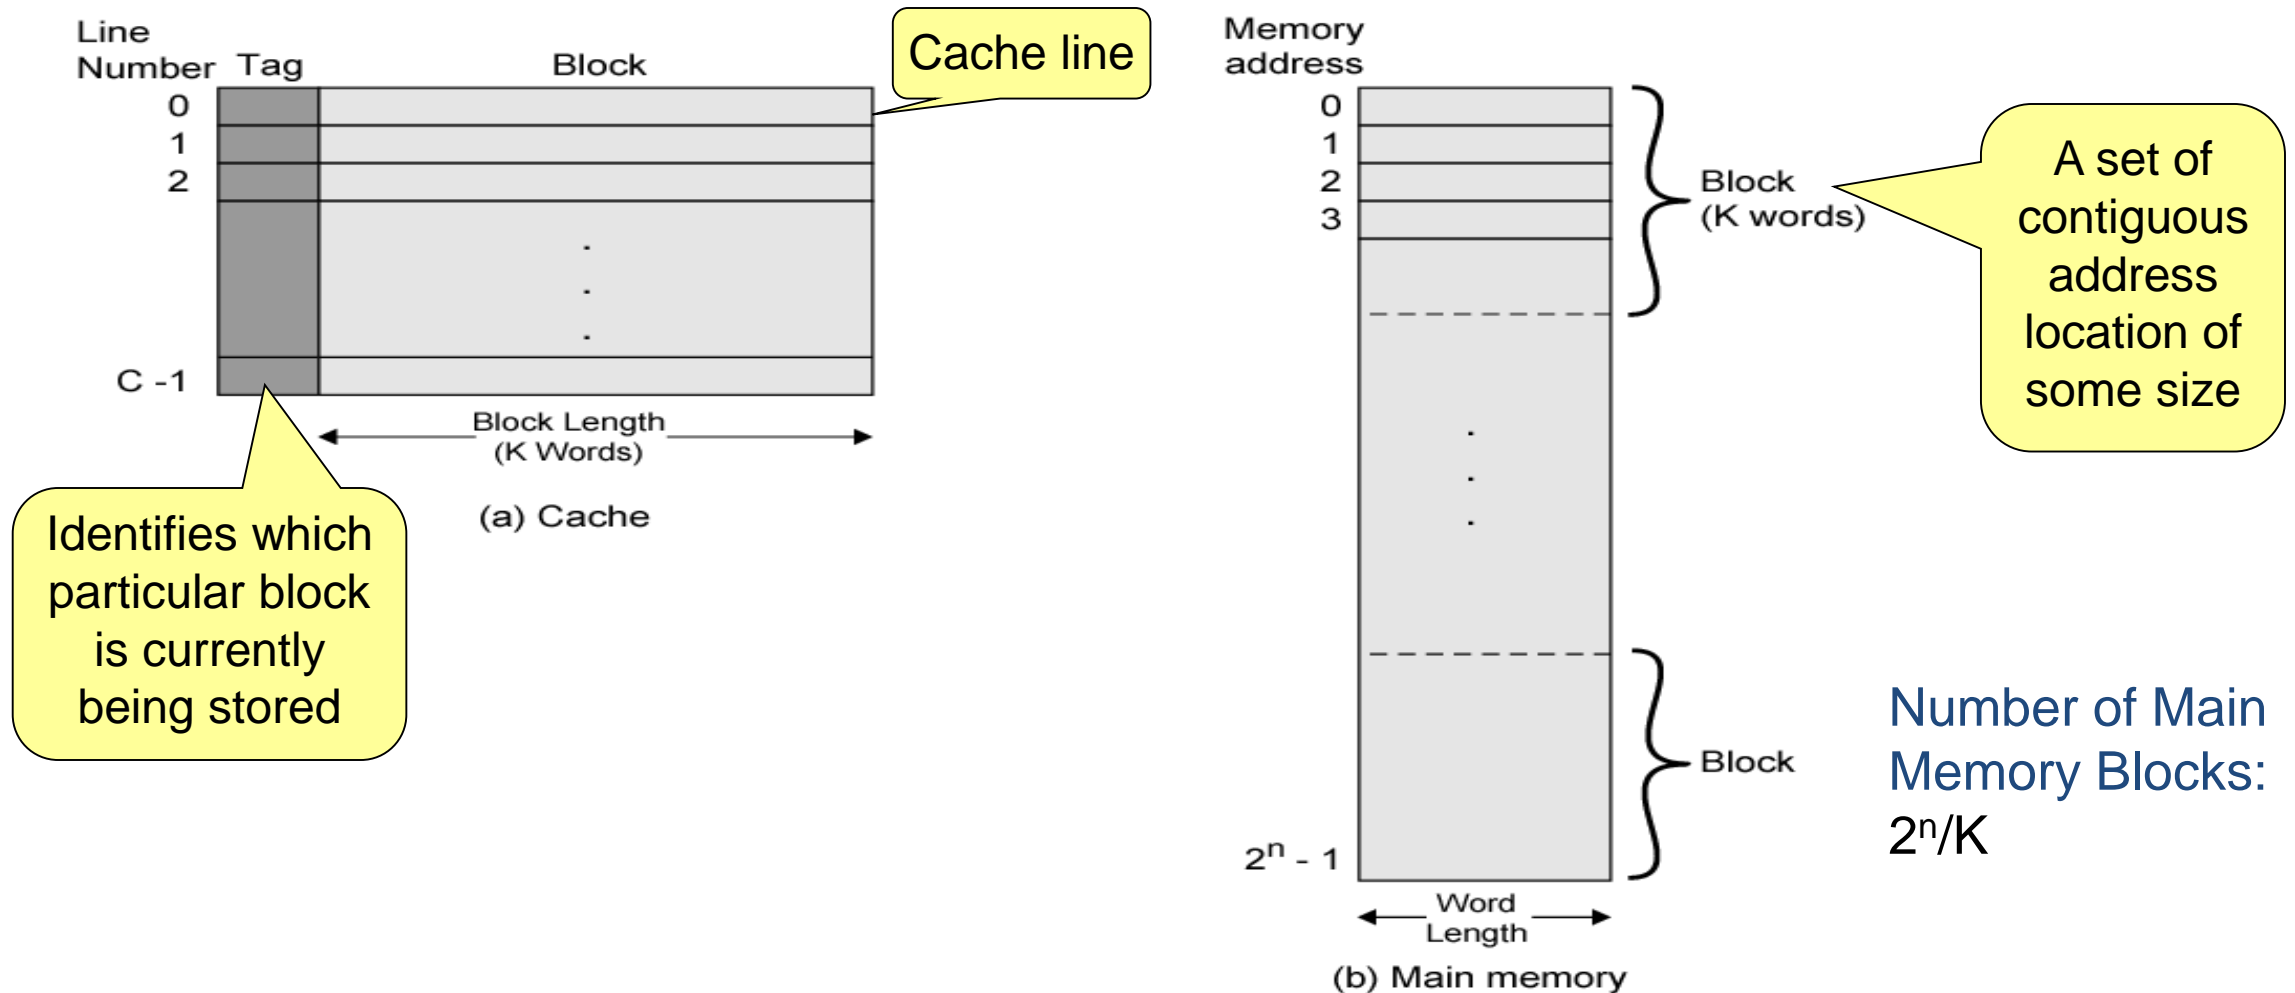 Line
Number Tag Block
0
1
2
C -1
Cache line
Block Length
(K Words)
(a) Cache
Identifies which
particular block
is currently
being stored
Memory
address
0
1
2
3
2ⁿ - 1
Block
(K words)
A set of
contiguous
address
location of
some size
Block
Word
Length
(b) Main memory
Number of Main
Memory Blocks:
2ⁿ/K